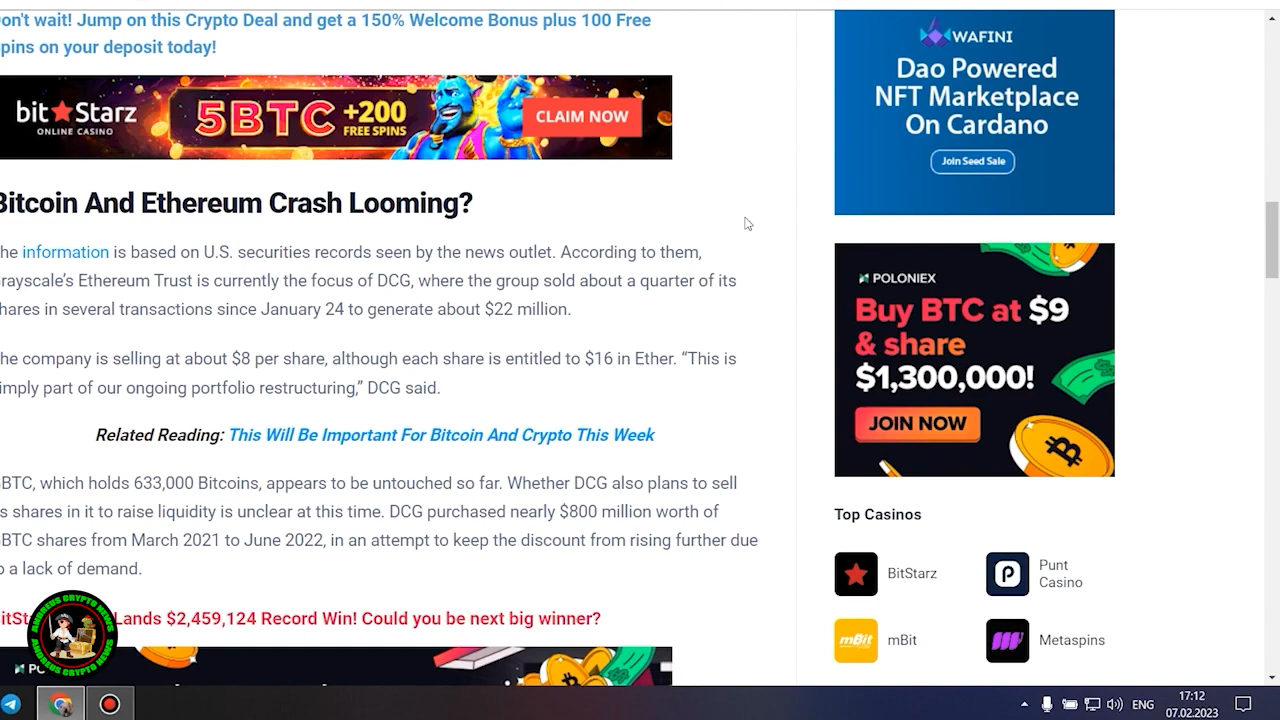 on't wait! Jump on this Crypto Deal and get a 150% Welcome Bonus plus 100 Free
pins on your deposit today!
bit★Starz
ONLINE CASINO
5BTC +200
FREE SPINS
CLAIM NOW
Bitcoin And Ethereum Crash Looming?
he information is based on U.S. securities records seen by the news outlet. According to them,
rayscale's Ethereum Trust is currently the focus of DCG, where the group sold about a quarter of its
hares in several transactions since January 24 to generate about $22 million.
he company is selling at about $8 per share, although each share is entitled to $16 in Ether. “This is
imply part of our ongoing portfolio restructuring,” DCG said.
Related Reading: This Will Be Important For Bitcoin And Crypto This Week
BTC, which holds 633,000 Bitcoins, appears to be untouched so far. Whether DCG also plans to sell
s shares in it to raise liquidity is unclear at this time. DCG purchased nearly $800 million worth of
BTC shares from March 2021 to June 2022, in an attempt to keep the discount from rising further due
o a lack of demand.
itSt Lands $2,459,124 Record Win! Could you be next big winner?
WAFINI
Dao Powered
NFT Marketplace
On Cardano
Join Seed Sale
POLONIEX
Buy BTC at $9
& share
$1,300,000!
JOIN NOW
Top Casinos
BitStarz
Punt
Casino
mBit
mBit
Metaspins
ANDREUS CRYPTO NEWS
ANDREUS CRYPTO NEWS
ENG
17:12
07.02.2023